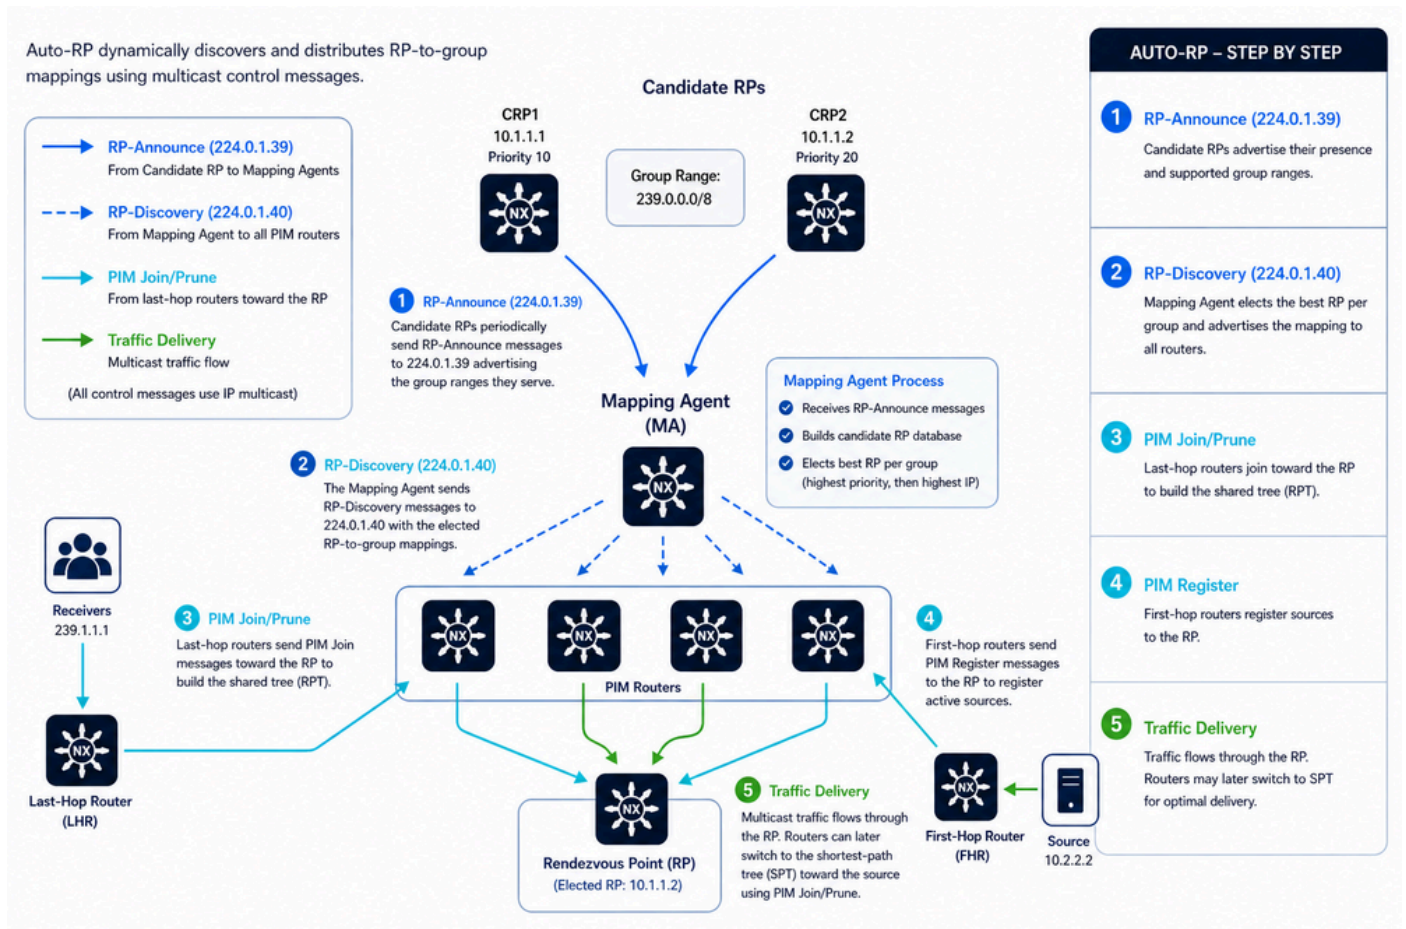 Auto-RP dynamically discovers and distributes RP-to-group
mappings using multicast control messages.
RP-Announce (224.0.1.39)
From Candidate RP to Mapping Agents
RP-Discovery (224.0.1.40)
From Mapping Agent to all PIM routers
PIM Join/Prune
From last-hop routers toward the RP
Traffic Delivery
Multicast traffic flow
(All control messages use IP multicast)
Candidate RPs
CRP1
10.1.1.1
Priority 10
NX
Group Range:
239.0.0.0/8
CRP2
10.1.1.2
Priority 20
NX
1 RP-Announce (224.0.1.39)
Candidate RPs periodically
send RP-Announce messages
to 224.0.1.39 advertising
the group ranges they serve.
Mapping Agent
(MA)
NX
Mapping Agent Process
Receives RP-Announce messages
Builds candidate RP database
Elects best RP per group
(highest priority, then highest IP)
2 RP-Discovery (224.0.1.40)
The Mapping Agent sends
RP-Discovery messages to
224.0.1.40 with the elected
RP-to-group mappings.
Receivers
239.1.1.1
3 PIM Join/Prune
Last-hop routers send PIM Join
messages toward the RP to
build the shared tree (RPT).
NX
NX
NX
NX
PIM Routers
4
First-hop routers send
PIM Register messages
to the RP to register
active sources.
NX
Last-Hop Router
(LHR)
NX
Rendezvous Point (RP)
(Elected RP: 10.1.1.2)
5 Traffic Delivery
Multicast traffic flows through
the RP. Routers can later
switch to the shortest-path
tree (SPT) toward the source
using PIM Join/Prune.
NX
First-Hop Router
(FHR)
Source
10.2.2.2
AUTO-RP – STEP BY STEP
1 RP-Announce (224.0.1.39)
Candidate RPs advertise their presence
and supported group ranges.
2 RP-Discovery (224.0.1.40)
Mapping Agent elects the best RP per
group and advertises the mapping to
all routers.
3 PIM Join/Prune
Last-hop routers join toward the RP
to build the shared tree (RPT).
4 PIM Register
First-hop routers register sources
to the RP.
5 Traffic Delivery
Traffic flows through the RP.
Routers may later switch to SPT
for optimal delivery.